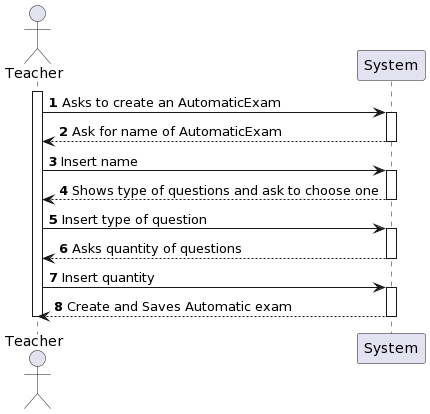 Teacher
System
1 Asks to create an AutomaticExam
2 Ask for name of AutomaticExam
3 Insert name
4 Shows type of questions and ask to choose one
5 Insert type of question
6 Asks quantity of questions
7 Insert quantity
8 Create and Saves Automatic exam
Teacher
System